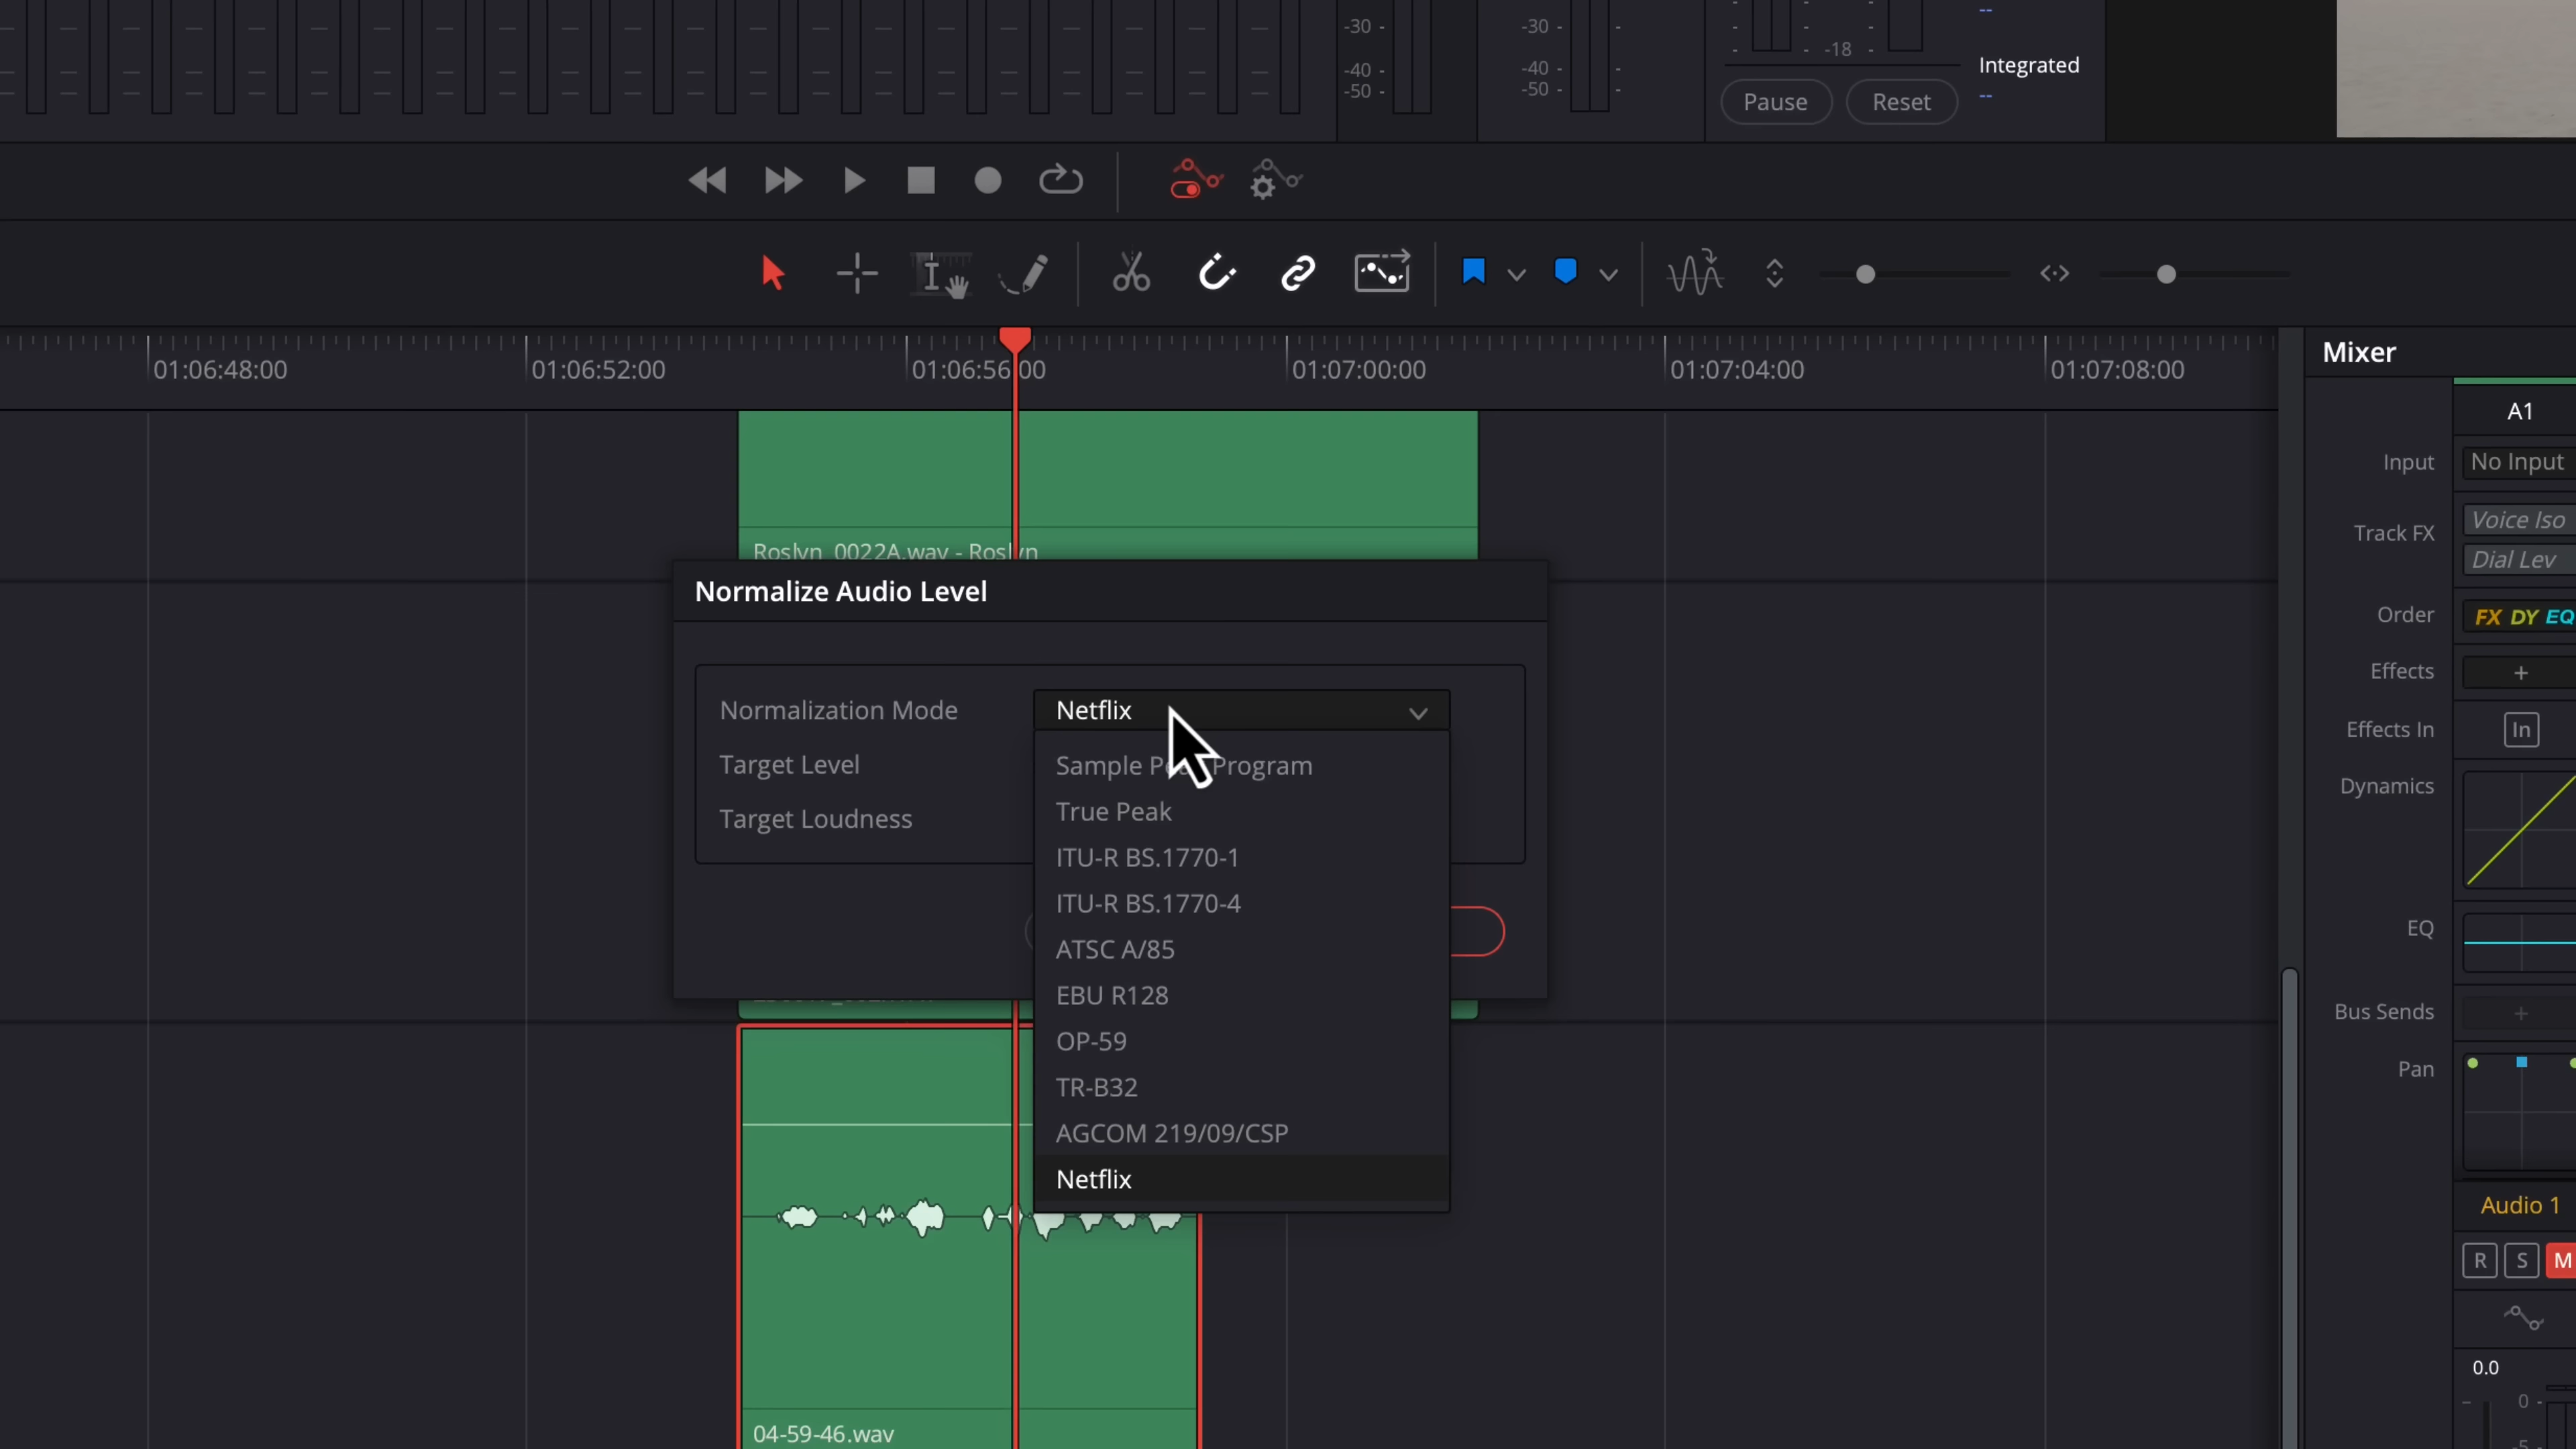 -30 -
-30 -
--
-40 -
-50 -
-40 -
-50 -
-18
Integrated
--
Pause
Reset
01:06:48:00
01:06:52:00
01:06:56:00
01:07:00:00
01:07:04:00
01:07:08:00
Mixer
A1
Input
No Input
Track FX
Voice Iso
Dial Lev
Order
FX DY EQ
Effects
+
Effects In
In
Dynamics
EQ
Bus Sends
+
Pan
Audio 1
R
S
M
0.0
0
Roslyn_0022A.wav - Roslyn
Normalize Audio Level
Normalization Mode
Netflix
Target Level
Target Loudness
Sample Program
True Peak
ITU-R BS.1770-1
ITU-R BS.1770-4
ATSC A/85
EBU R128
OP-59
TR-B32
AGCOM 219/09/CSP
Netflix
04-59-46.wav